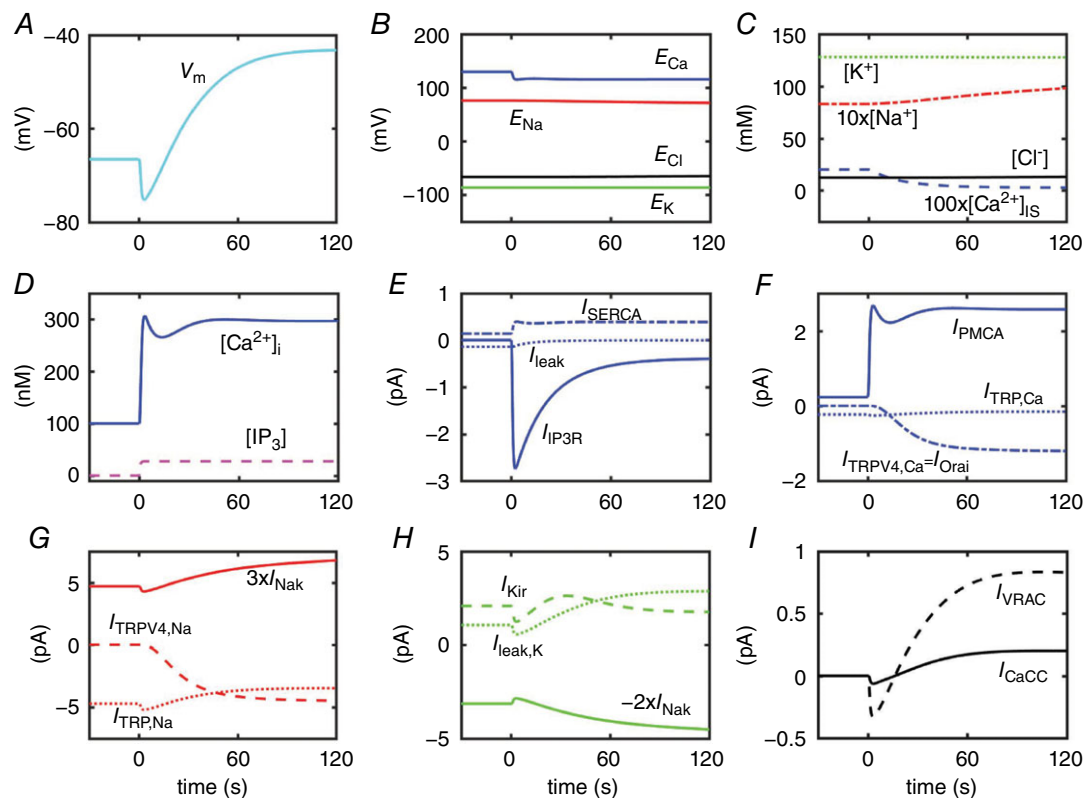 A
−40
−60
−80
(mV)
Vm
0
60
120
B
200
100
0
−100
(mV)
ECa
ENa
ECl
EK
0
60
120
C
150
100
50
0
(mM)
[K+]
10x[Na+]
[Cl-]
100x[Ca2+]IS
0
60
120
D
300
200
100
0
(nM)
[Ca2+]i
[IP3]
0
60
120
E
1
0
−1
−2
−3
(pA)
ISERCA
Ileak
IIP3R
0
60
120
F
2
0
−2
(pA)
IPMCA
ITRP,Ca
ITRPV4,Ca=IOrai
0
60
120
G
5
0
−5
(pA)
3xINak
ITRPV4,Na
ITRP,Na
0
60
120
time (s)
H
5
0
−5
(pA)
IKir
Ileak,K
−2xINak
0
60
120
time (s)
I
1
0.5
0
−0.5
(pA)
IVRAC
ICaCC
0
60
120
time (s)